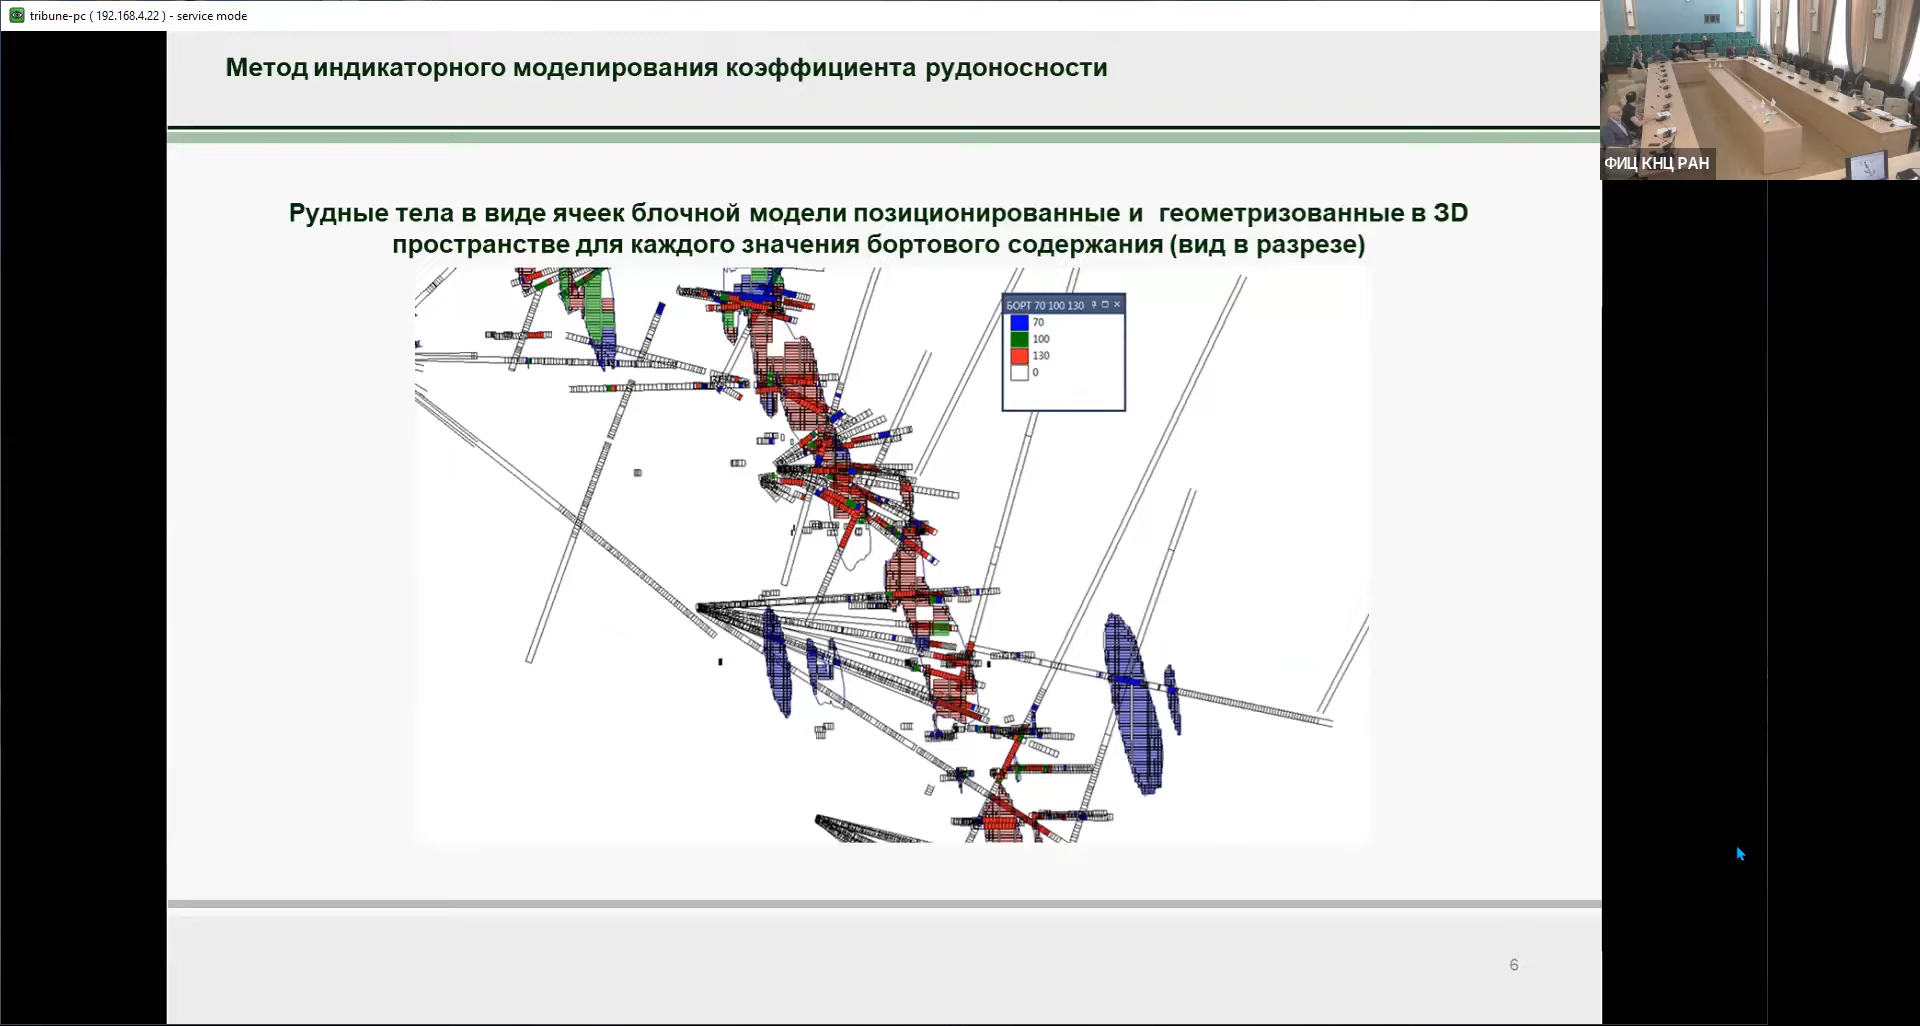 tribune-pc ( 192.168.4.22 ) - service mode
Метод индикаторного моделирования коэффициента рудоносности
ФИЦ КНЦ РАН
Рудные тела в виде ячеек блочной модели позиционированные и геометризованные в 3D
пространстве для каждого значения бортового содержания (вид в разрезе)
БОРТ 70 100 130
70
100
130
0
6